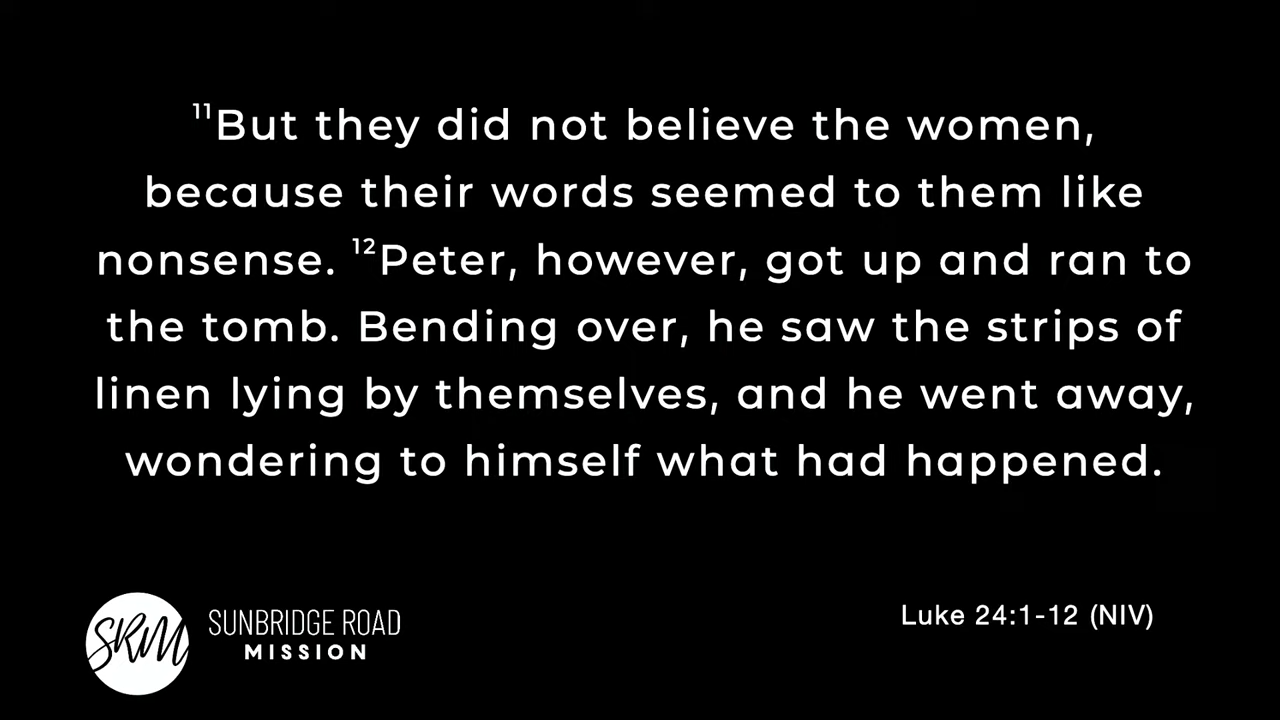 ¹¹But they did not believe the women,
because their words seemed to them like
nonsense. ¹²Peter, however, got up and ran to
the tomb. Bending over, he saw the strips of
linen lying by themselves, and he went away,
wondering to himself what had happened.
SRM
SUNBRIDGE ROAD
MISSION
Luke 24:1-12 (NIV)